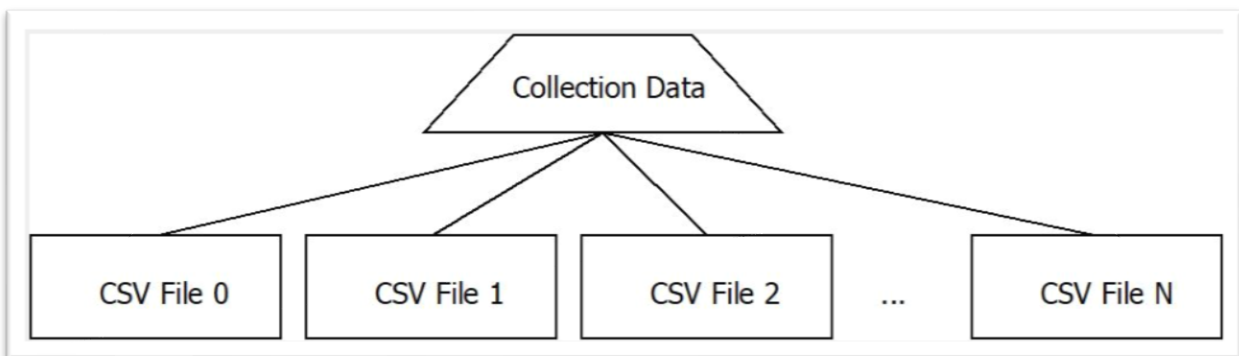 Collection Data
CSV File 0 CSV File 1 CSV File 2 ... CSV File N